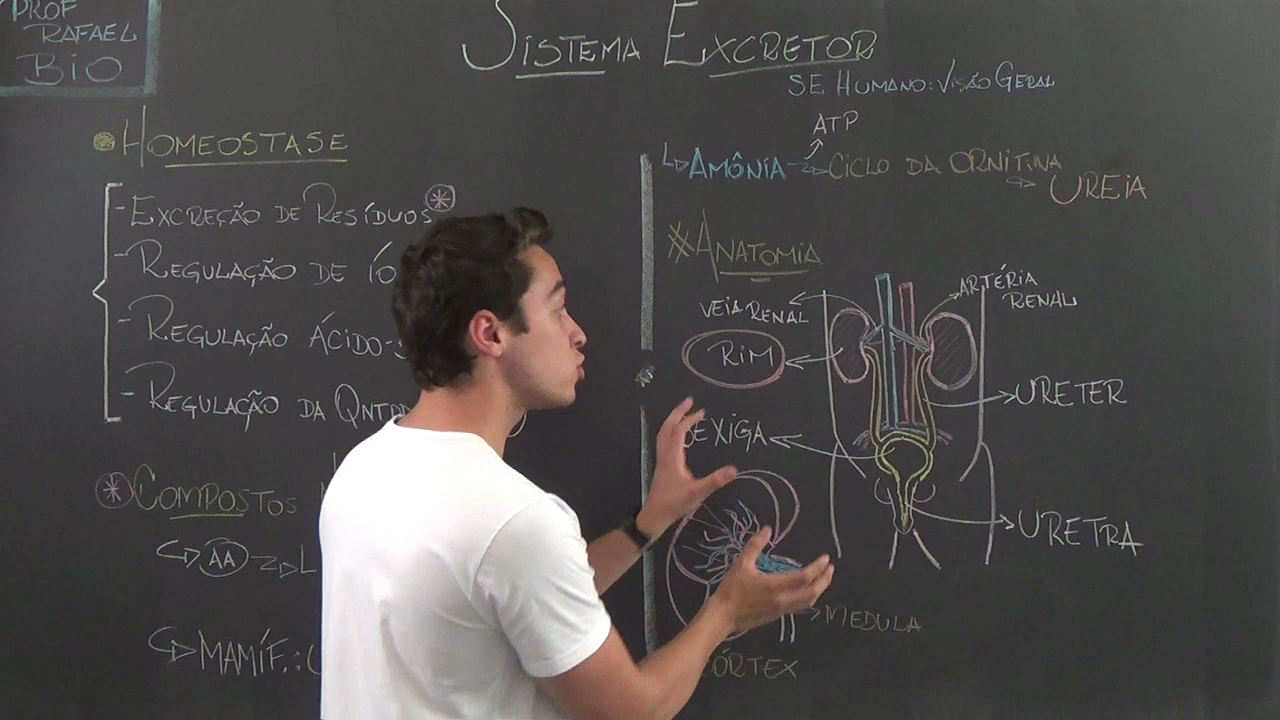 PROF
RAFAEL
BIO
SISTEMA EXCRETOR
SE HUMANO: VISÃO GERAL
• HOMEOSTASE
- EXCREÇÃO DE RESÍDUOS *
- REGULAÇÃO DE ÍO
- REGULAÇÃO ÁCIDO-
- REGULAÇÃO DA QNTDD
* COMPOSTOS
AA
MAMÍF.:
ATP
AMÔNIA → CICLO DA ORNITINA
→ UREIA
* ANATOMIA
VEIA RENAL
ARTÉRIA
RENAL
RIM
URETER
BEXIGA
URETRA
MEDULA
CÓRTEX